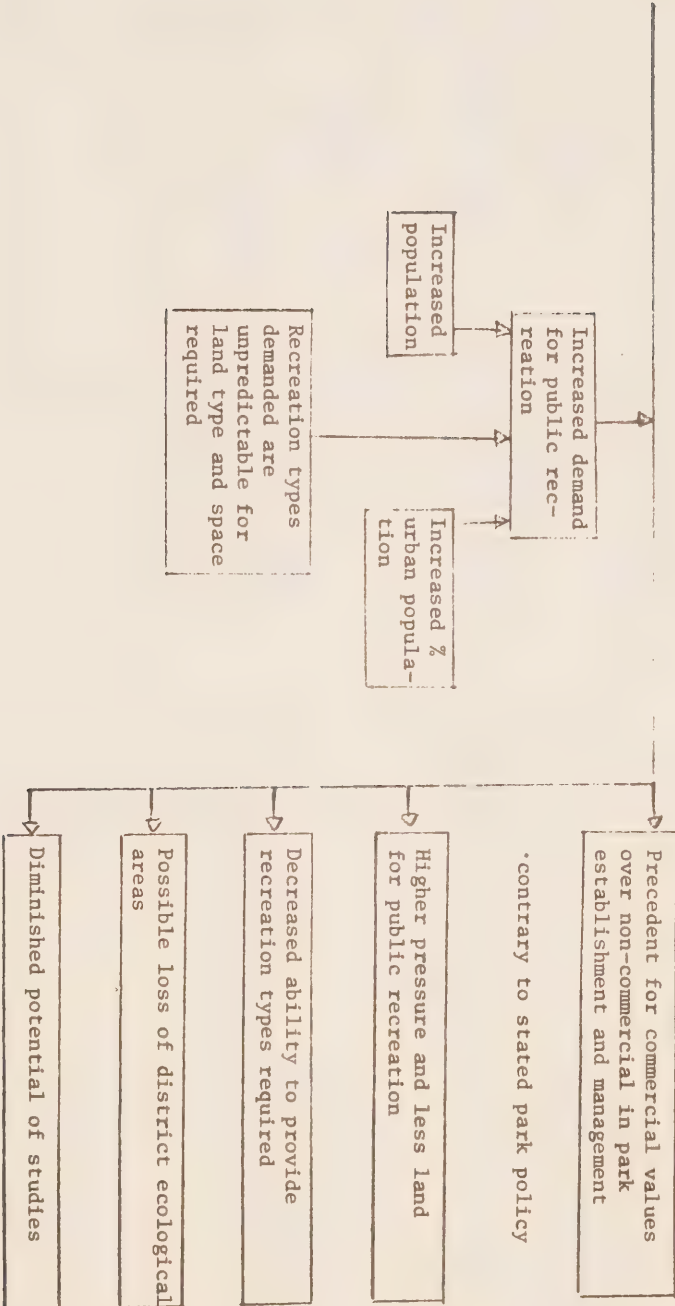 Increased demand
for public rec-
reation
Increased
population
Increased %
urban popula-
tion
Recreation types
demanded are
unpredictable for
land type and space
required
Precedent for commercial values
over non-commercial in park
establishment and management
·contrary to stated park policy
Higher pressure and less land
for public recreation
Decreased ability to provide
recreation types required
Possible loss of district ecological
areas
Diminished potential of studies